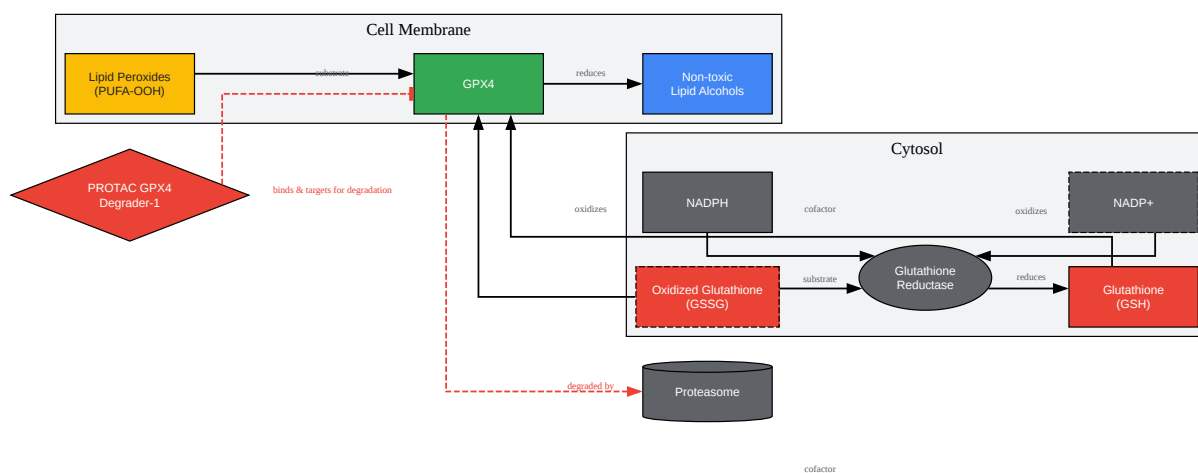 Cell Membrane
Lipid Peroxides
(PUFA-OOH)
substrate
GPX4
reduces
Non-toxic
Lipid Alcohols
PROTAC GPX4
Degrader-1
binds & targets for degradation
Cytosol
oxidizes
NADPH
cofactor
oxidizes
NADP+
Oxidized Glutathione
(GSSG)
substrate
Glutathione
Reductase
reduces
Glutathione
(GSH)
degraded by
Proteasome
cofactor